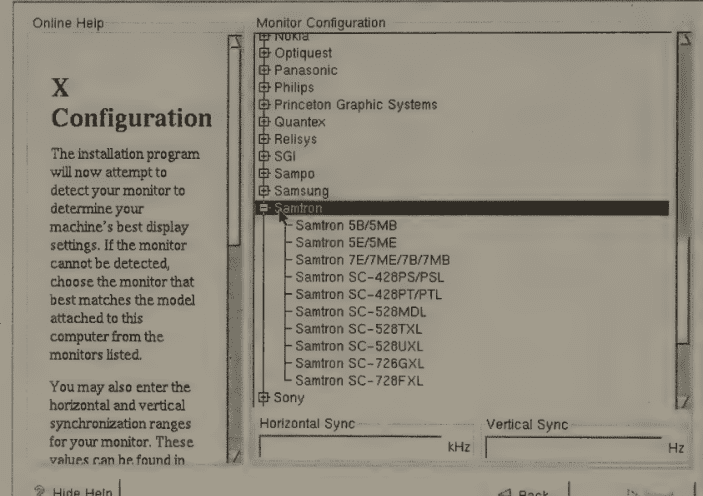 Online Help
X
Configuration
The installation program
will now attempt to
detect your monitor to
determine your
machine's best display
settings. If the monitor
cannot be detected,
choose the monitor that
best matches the model
attached to this
computer from the
monitors listed.
You may also enter the
horizontal and vertical
synchronization ranges
for your monitor. These
values can be found in
Hide Help
Monitor Configuration
Nokia
Optiquest
Panasonic
Philips
Princeton Graphic Systems
Quantex
Relisys
SGI
Sampo
Samsung
Samtron
Samtron 5B/5MB
Samtron 5E/5ME
Samtron 7E/7ME/7B/7MB
Samtron SC-428PS/PSL
Samtron SC-428PT/PTL
Samtron SC-528MDL
Samtron SC-528TXL
Samtron SC-528UXL
Samtron SC-726GXL
Samtron SC-728FXL
Sony
Horizontal Sync
kHz
Vertical Sync
Hz
Back